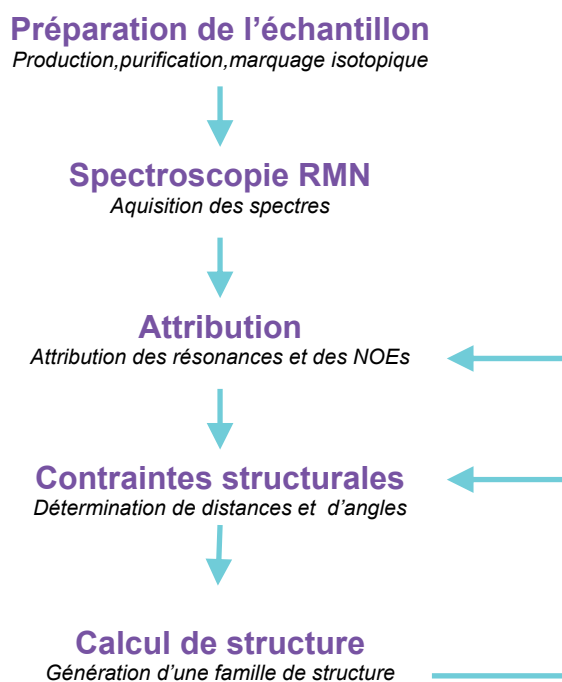 Préparation de l’échantillon
Production,purification,marquage isotopique
Spectroscopie RMN
Aquisition des spectres
Attribution
Attribution des résonances et des NOEs
Contraintes structurales
Détermination de distances et d’angles
Calcul de structure
Génération d’une famille de structure